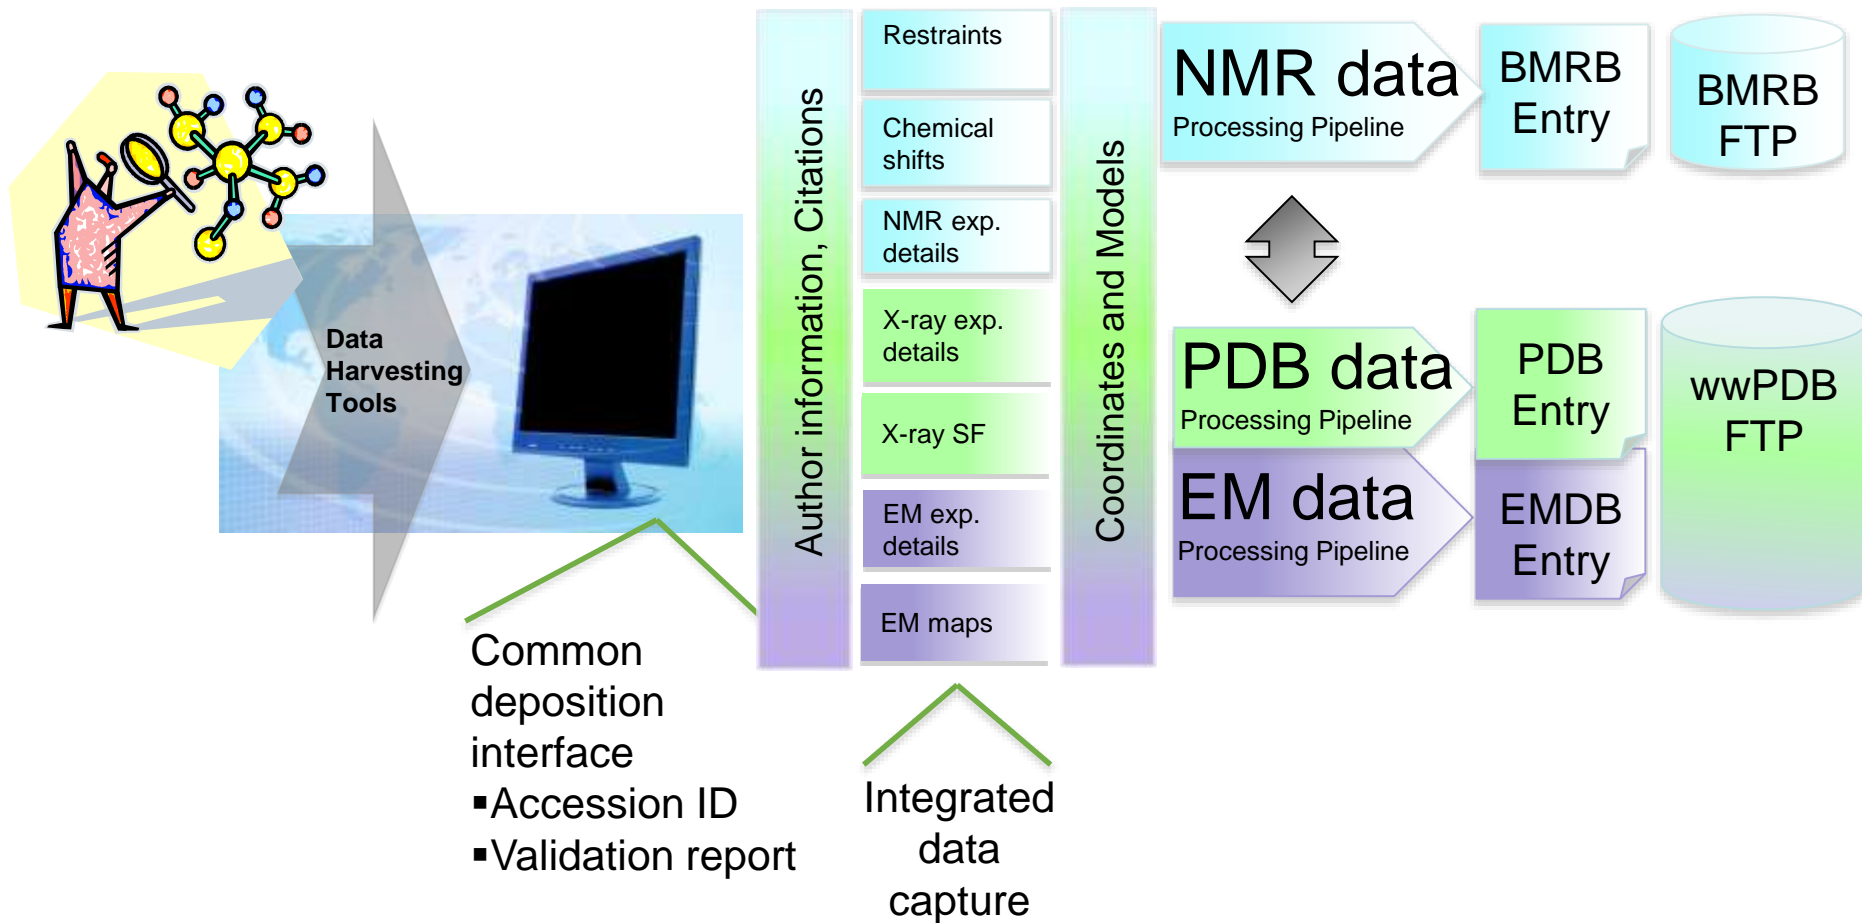 Data
Harvesting
Tools
Common
deposition
interface
▪Accession ID
▪Validation report
Author information, Citations
Restraints
Chemical
shifts
NMR exp.
details
X-ray exp.
details
X-ray SF
EM exp.
details
EM maps
Integrated
data
capture
Coordinates and Models
NMR data
Processing Pipeline
BMRB
Entry
BMRB
FTP
PDB data
Processing Pipeline
PDB
Entry
EM data
Processing Pipeline
EMDB
Entry
wwPDB
FTP